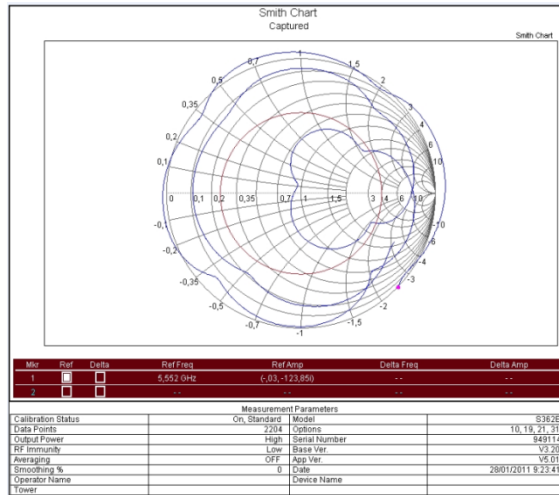 Smith Chart
Captured
Smith Chart
-1
0,7
1,5
0,5
2
0,35
3
0,2
4
6
0,1
10
0 0,1 0,2 0,35 0,7 1 1,5 3 4 6 10
-0,1
-10
-0,2
-6
-4
-0,35
-3
-0,5
-2
-0,7
-1,5
-1
Mkr Ref Delta Ref Freq Ref Amp Delta Freq Delta Amp
1 5,552 GHz (-,03, -123,85i) -- --
2 -- -- -- --
Measurement Parameters
Calibration Status On, Standard Model S362E
Data Points 2204 Options 10, 19, 21, 31
Output Power High Serial Number 949114
RF Immunity Low Base Ver. V3.20
Averaging OFF App Ver. V5.01
Smoothing % 0 Date 28/01/2011 9:23:41
Operator Name Device Name
Tower